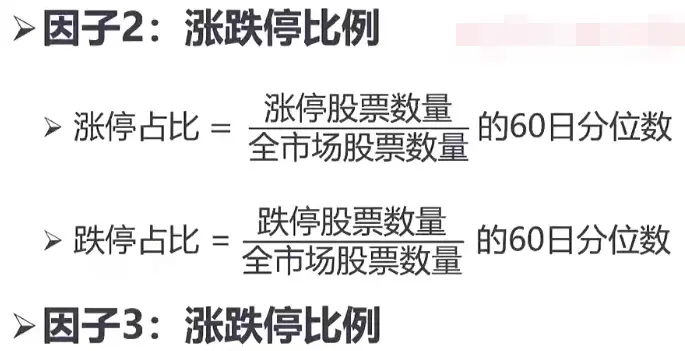 ➢因子2：涨跌停比例
➢ 涨停占比 = 涨停股票数量/全市场股票数量 的60日分位数
➢ 跌停占比 = 跌停股票数量/全市场股票数量 的60日分位数
➢因子3：涨跌停比例